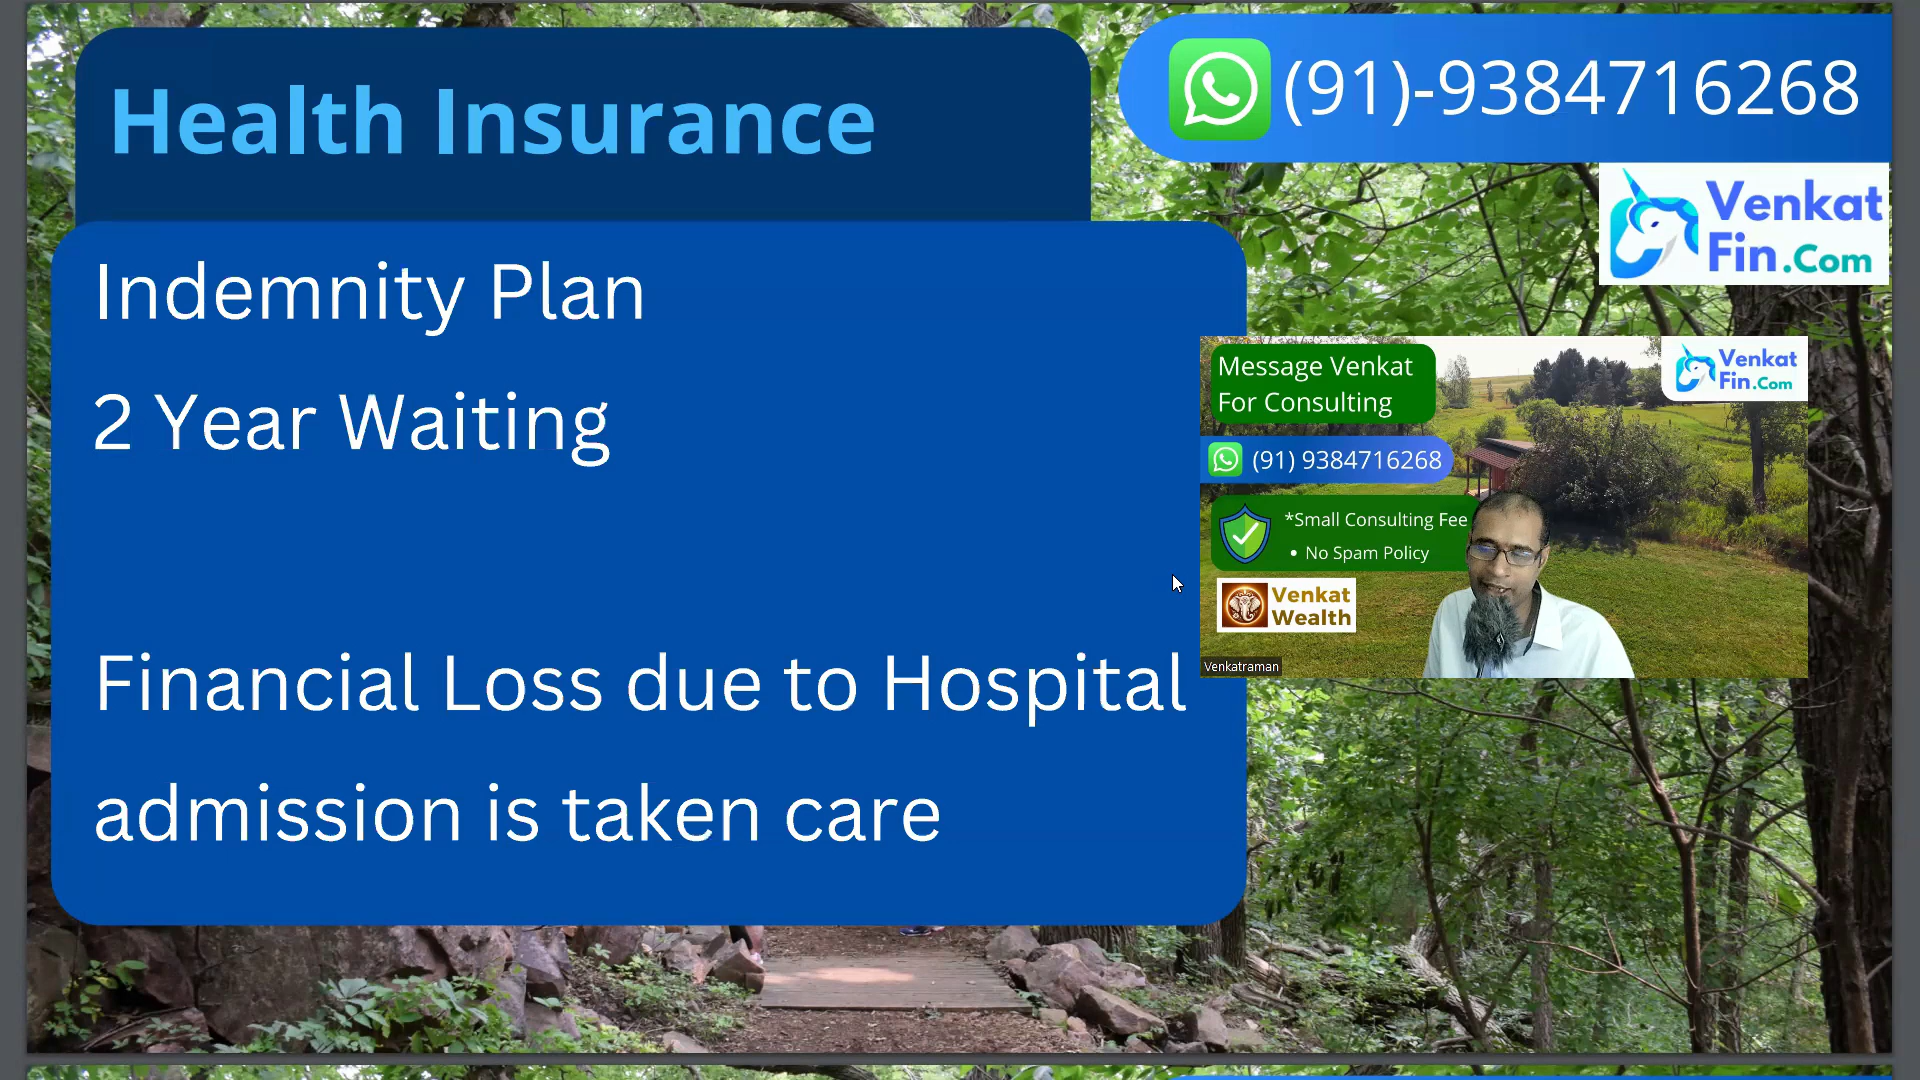 Health Insurance
(91)-9384716268
Venkat
Fin.Com
Indemnity Plan
2 Year Waiting
Financial Loss due to Hospital
admission is taken care
Message Venkat
For Consulting
Venkat
Fin.Com
(91) 9384716268
*Small Consulting Fee
• No Spam Policy
Venkat
Wealth
Venkatraman